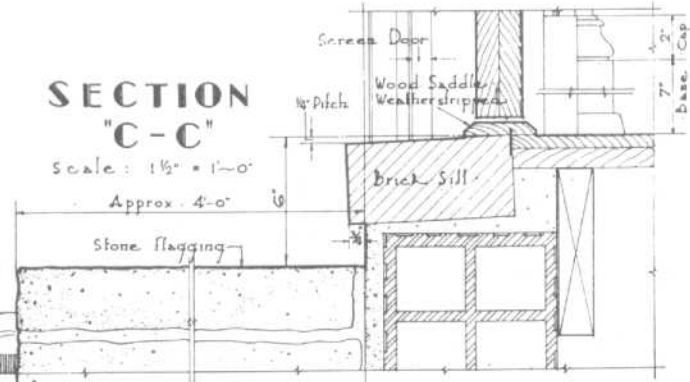 SECTION
"C-C"
Scale : 1½" = 1'~0"
Approx. 4'-0"
Stone flagging
6"
¼" Pitch
Screen Door
Wood Saddle
Weatherstripped
Brick Sill
2" Cap
7" Base